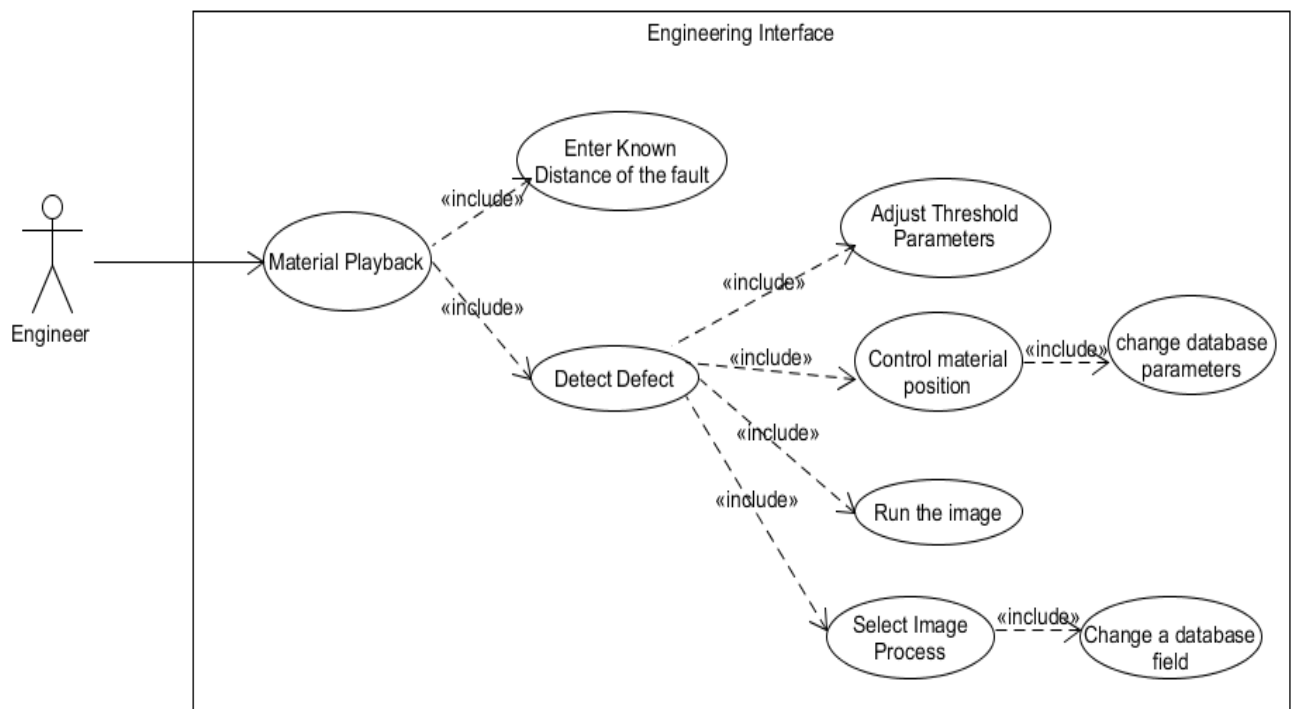 Engineering Interface
Enter Known
Distance of the fault
«include»
Adjust Threshold
Parameters
Material Playback
«include»
«include»
Engineer
change database
parameters
«include»
Control material
position
«include»
Detect Defect
«include»
«include»
Run the image
Select Image
Process
«include»
Change a database
field